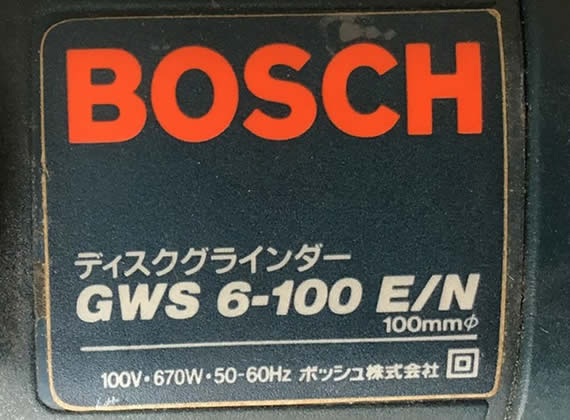 BOSCH
ディスクグラインダー
GWS 6-100 E/N
100mmφ
100V・670W・50-60Hz ボッシュ株式会社